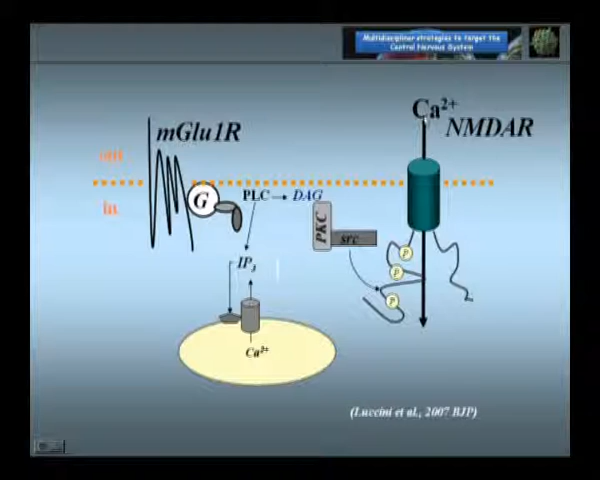 Multidisciplinar strategies to target the
Central Nervous System
Ca²⁺
mGlu1R
NMDAR
out
in
G
PLC
DAG
PKC
src
P
P
P
IP₃
Ca²⁺
(Luccini et al., 2007 BJP)